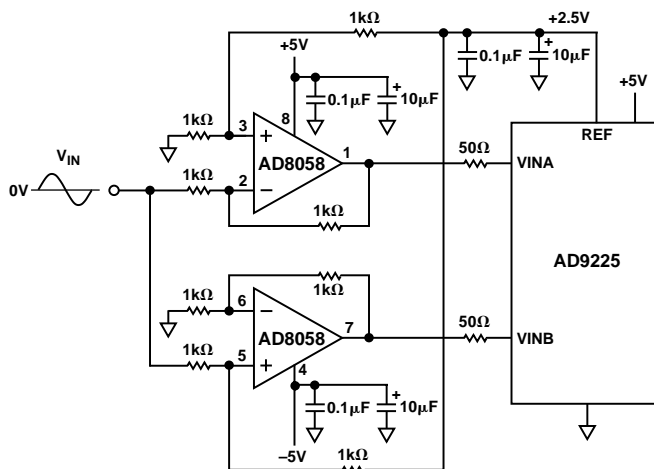 1kΩ
+2.5V
+5V
0.1μF
+
10μF
+5V
0.1μF
+
10μF
8
1kΩ
3
+
REF
VIN
AD8058
1
50Ω
VINA
0V
1kΩ
2
−
1kΩ
AD9225
1kΩ
6
−
1kΩ
AD8058
7
50Ω
VINB
1kΩ
5
+
4
0.1μF
+
10μF
–5V
1kΩ